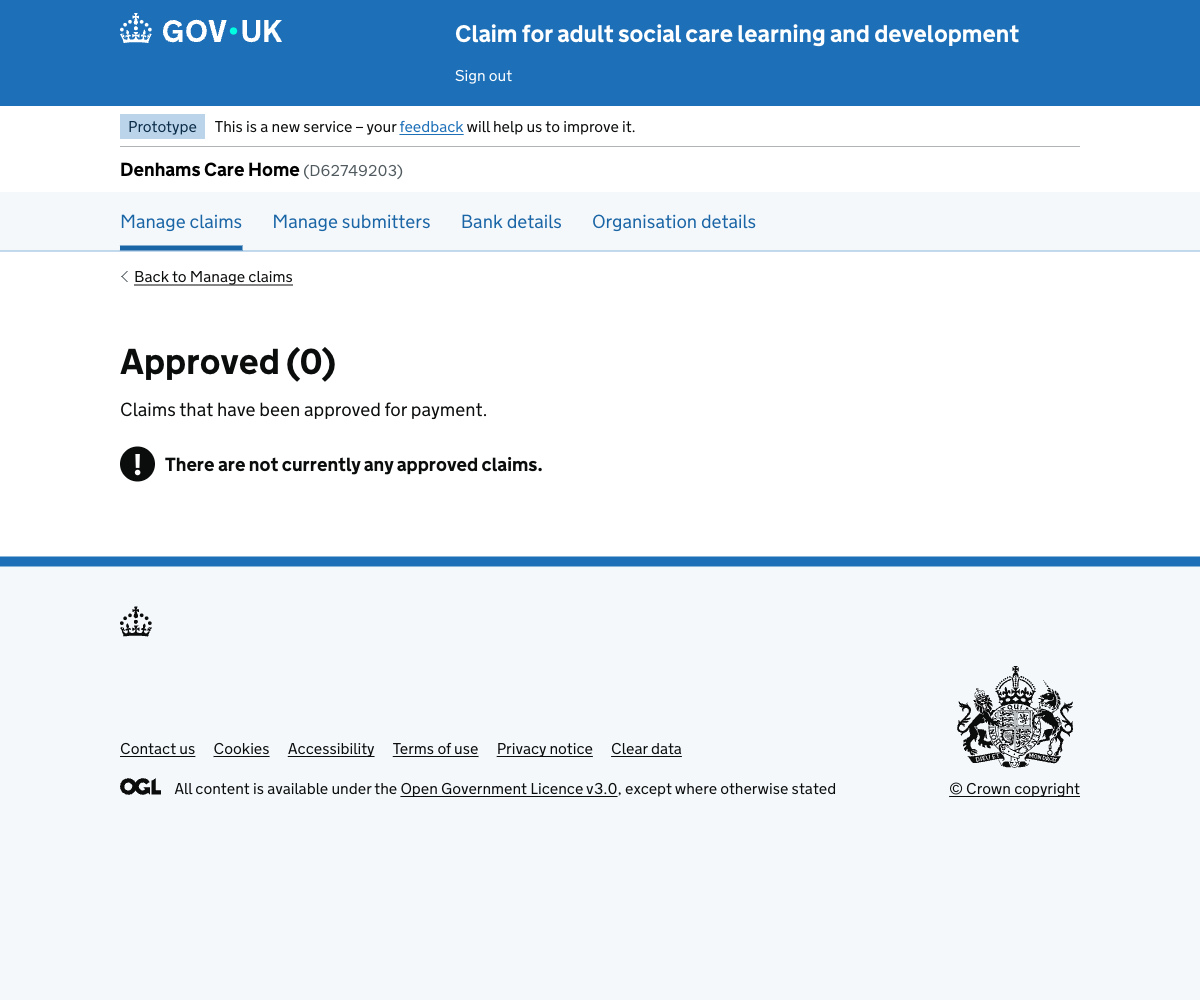 GOV·UK
Claim for adult social care learning and development
Sign out
Prototype This is a new service – your feedback will help us to improve it.
Denhams Care Home (D62749203)
Manage claims Manage submitters Bank details Organisation details
Back to Manage claims
Approved (0)
Claims that have been approved for payment.
! There are not currently any approved claims.
Contact us Cookies Accessibility Terms of use Privacy notice Clear data
OGL All content is available under the Open Government Licence v3.0, except where otherwise stated
© Crown copyright